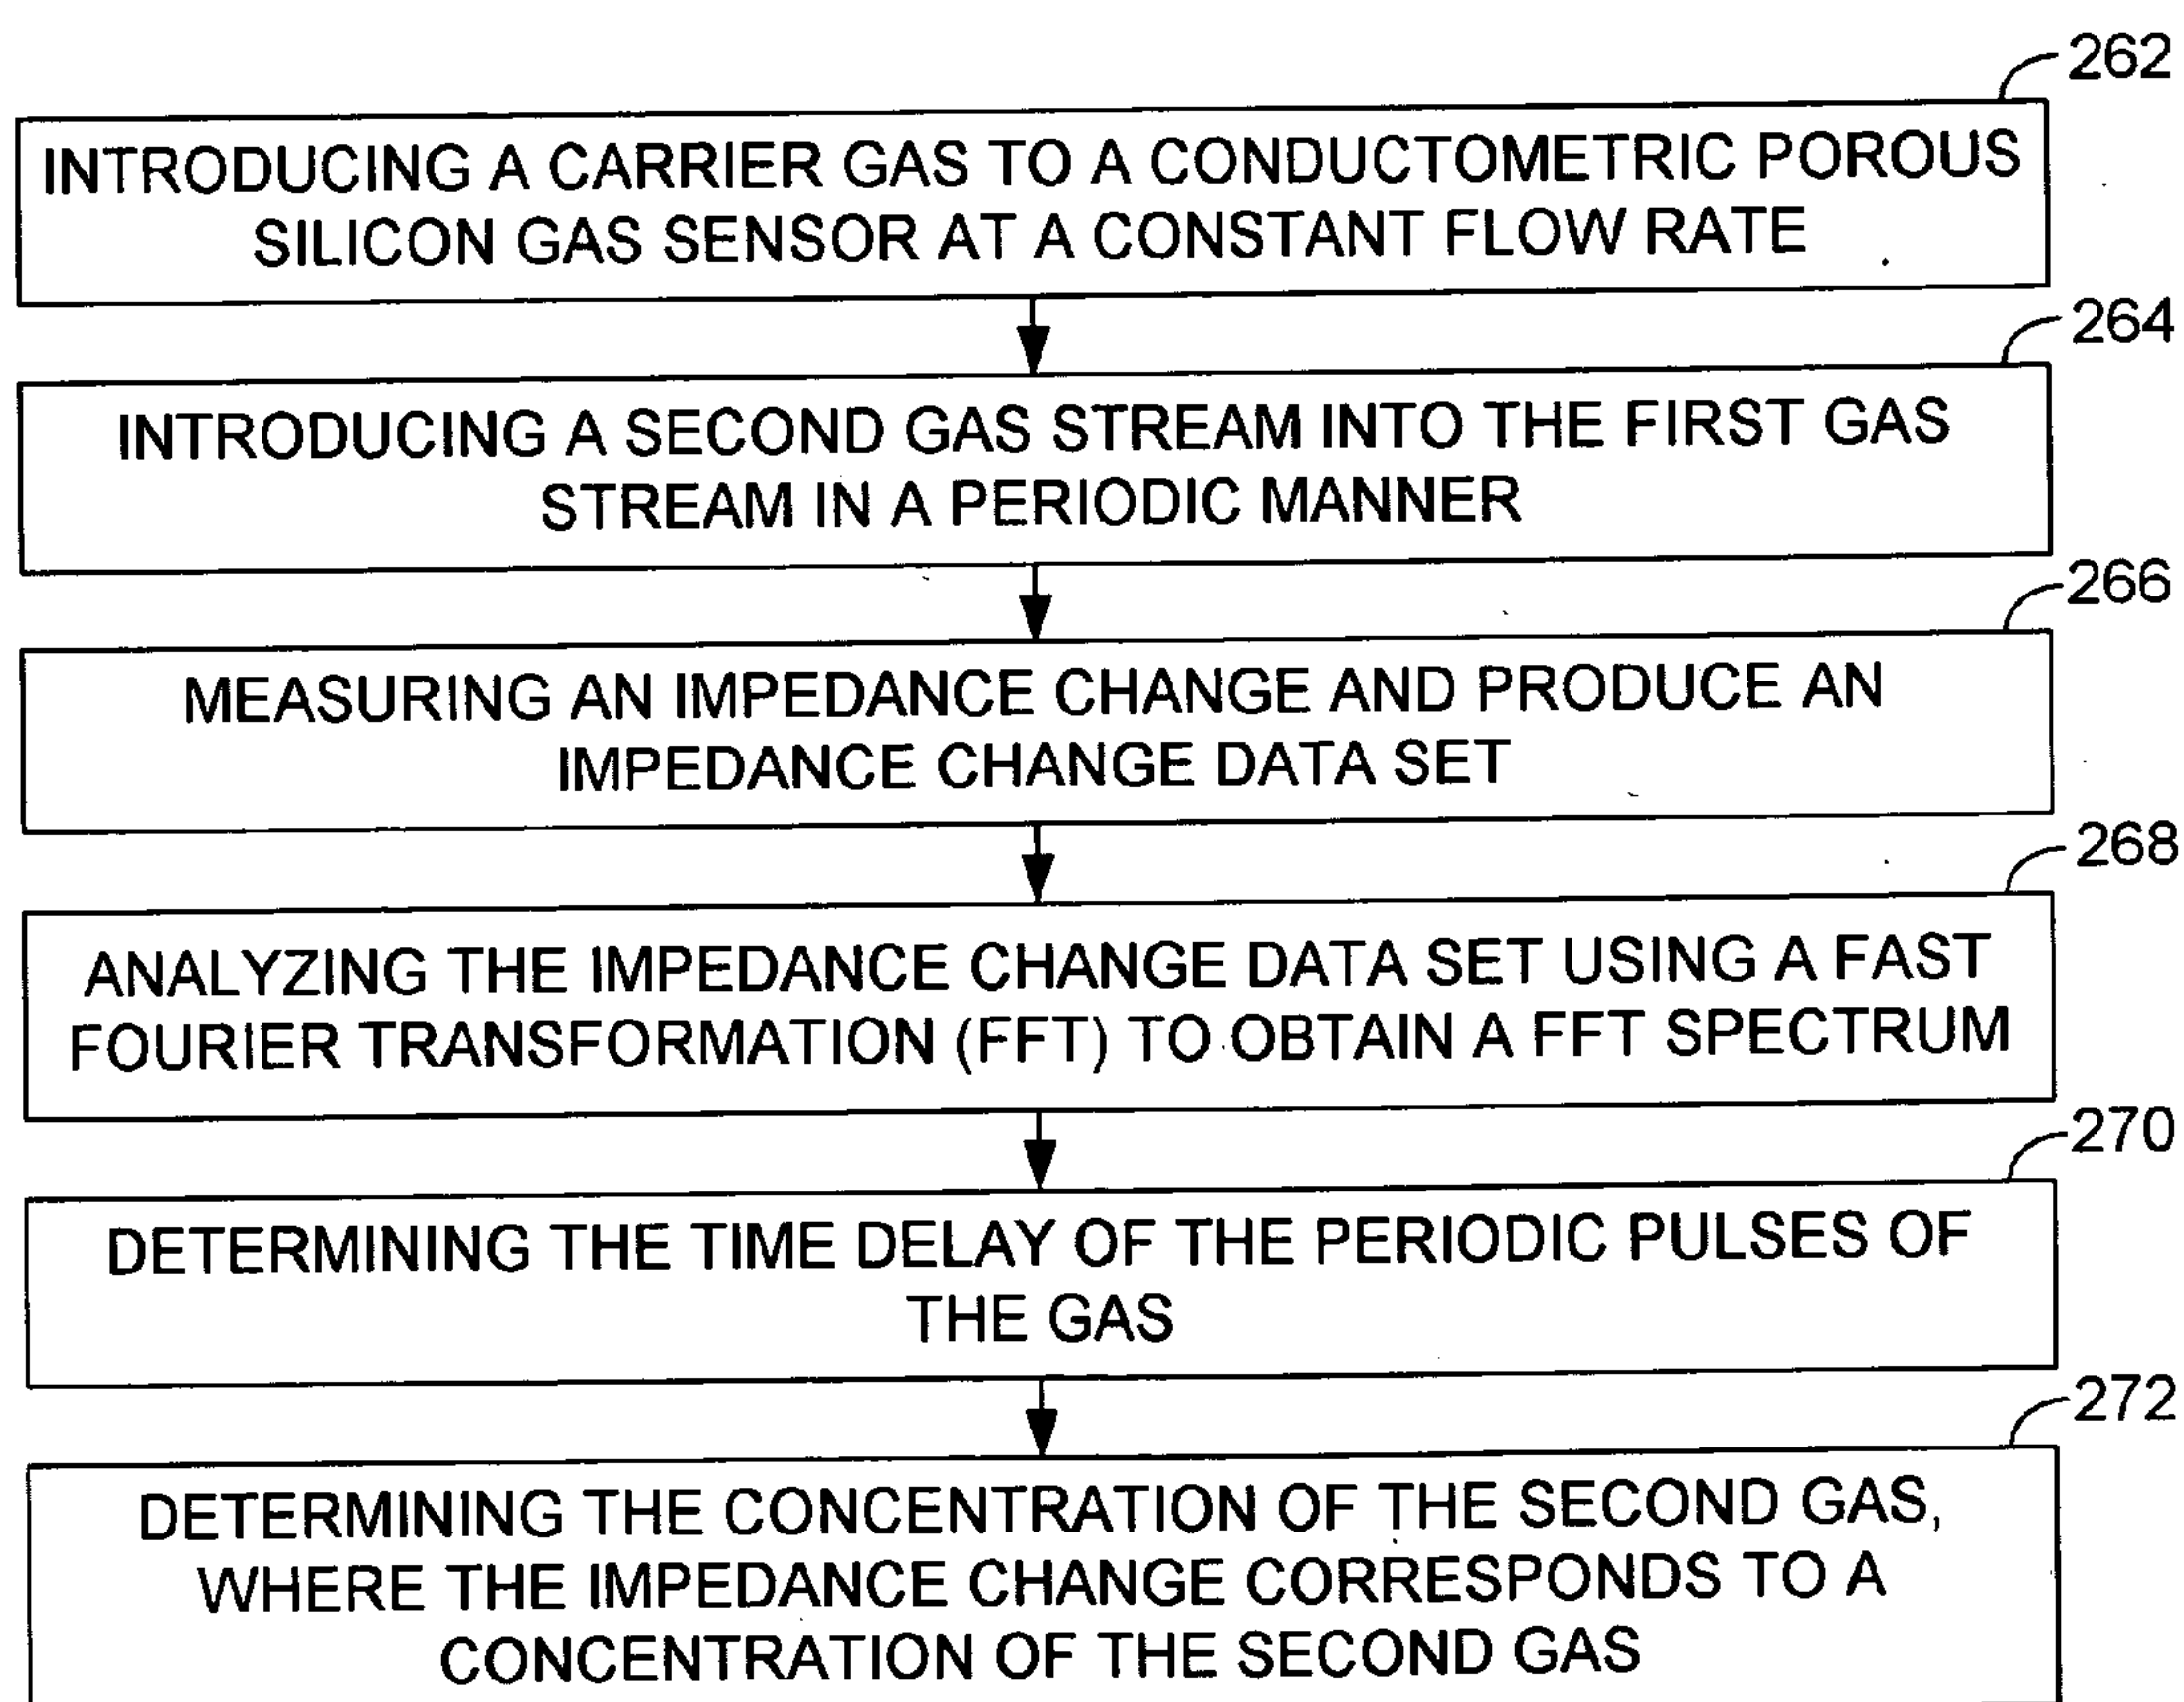 262
INTRODUCING A CARRIER GAS TO A CONDUCTOMETRIC POROUS
SILICON GAS SENSOR AT A CONSTANT FLOW RATE
264
INTRODUCING A SECOND GAS STREAM INTO THE FIRST GAS
STREAM IN A PERIODIC MANNER
266
MEASURING AN IMPEDANCE CHANGE AND PRODUCE AN
IMPEDANCE CHANGE DATA SET
268
ANALYZING THE IMPEDANCE CHANGE DATA SET USING A FAST
FOURIER TRANSFORMATION (FFT) TO OBTAIN A FFT SPECTRUM
270
DETERMINING THE TIME DELAY OF THE PERIODIC PULSES OF
THE GAS
272
DETERMINING THE CONCENTRATION OF THE SECOND GAS,
WHERE THE IMPEDANCE CHANGE CORRESPONDS TO A
CONCENTRATION OF THE SECOND GAS